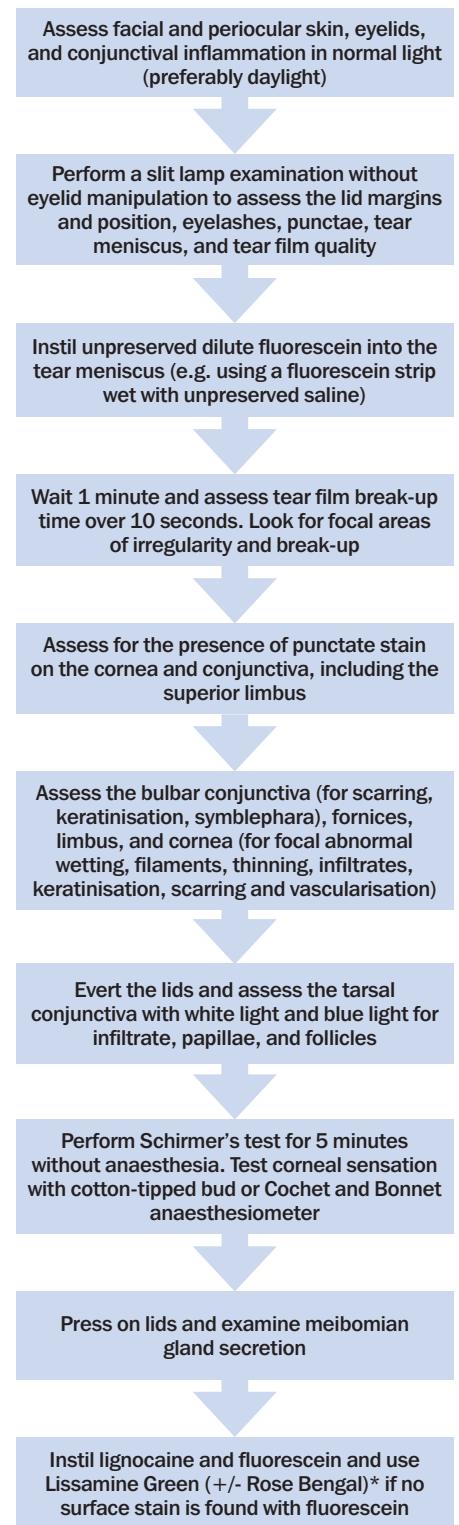 Assess facial and periocular skin, eyelids,
and conjunctival inflammation in normal light
(preferably daylight)
Perform a slit lamp examination without
eyelid manipulation to assess the lid margins
and position, eyelashes, punctae, tear
meniscus, and tear film quality
Instil unpreserved dilute fluorescein into the
tear meniscus (e.g. using a fluorescein strip
wet with unpreserved saline)
Wait 1 minute and assess tear film break-up
time over 10 seconds. Look for focal areas
of irregularity and break-up
Assess for the presence of punctate stain
on the cornea and conjunctiva, including the
superior limbus
Assess the bulbar conjunctiva (for scarring,
keratinisation, symblephara), fornices,
limbus, and cornea (for focal abnormal
wetting, filaments, thinning, infiltrates,
keratinisation, scarring and vascularisation)
Evert the lids and assess the tarsal
conjunctiva with white light and blue light for
infiltrate, papillae, and follicles
Perform Schirmer's test for 5 minutes
without anaesthesia. Test corneal sensation
with cotton-tipped bud or Cochet and Bonnet
anaesthesiometer
Press on lids and examine meibomian
gland secretion
Instil lignocaine and fluorescein and use
Lissamine Green (+/- Rose Bengal)* if no
surface stain is found with fluorescein